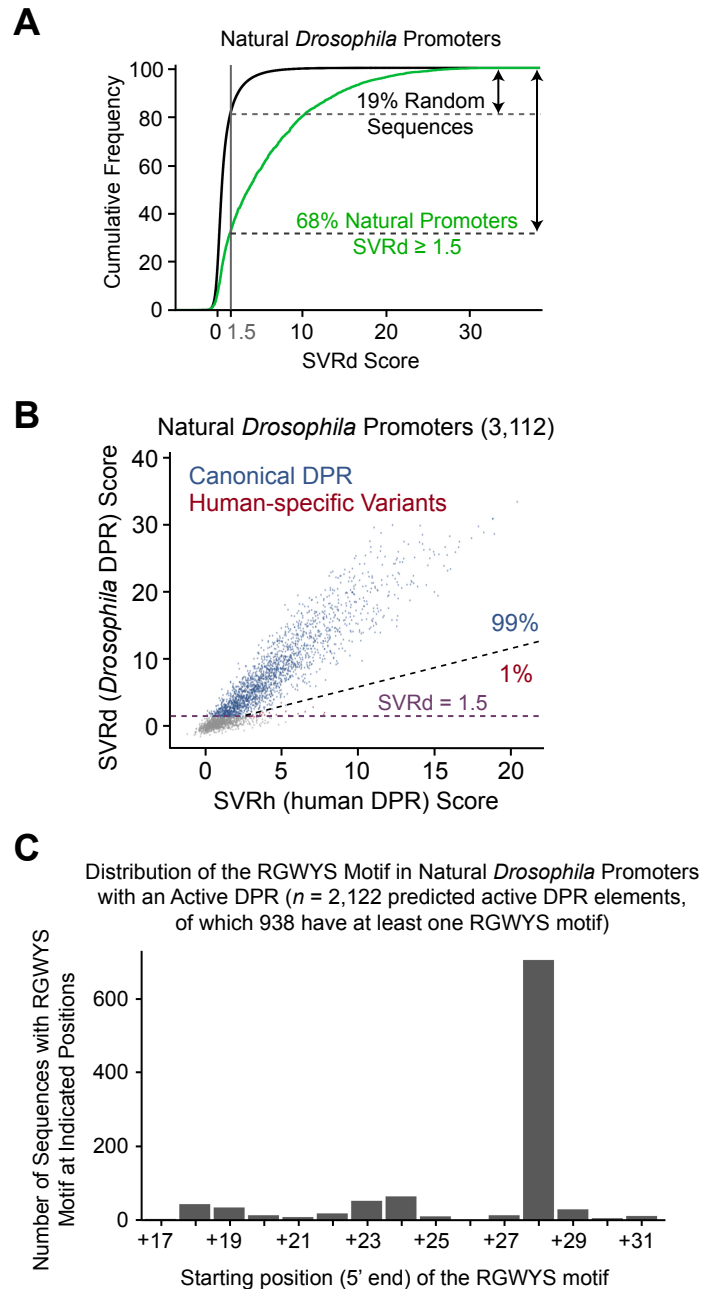 A
Natural Drosophila Promoters
Cumulative Frequency
100
80
60
40
20
0
19% Random
Sequences
68% Natural Promoters
SVRd ≥ 1.5
0 1.5 10 20 30
SVRd Score
B
Natural Drosophila Promoters (3,112)
SVRd (Drosophila DPR) Score
40
30
20
10
0
Canonical DPR
Human-specific Variants
99%
1%
SVRd = 1.5
0 5 10 15 20
SVRh (human DPR) Score
C
Distribution of the RGWYS Motif in Natural Drosophila Promoters
with an Active DPR (n = 2,122 predicted active DPR elements,
of which 938 have at least one RGWYS motif)
Number of Sequences with RGWYS
Motif at Indicated Positions
600
400
200
0
+17 +19 +21 +23 +25 +27 +29 +31
Starting position (5' end) of the RGWYS motif